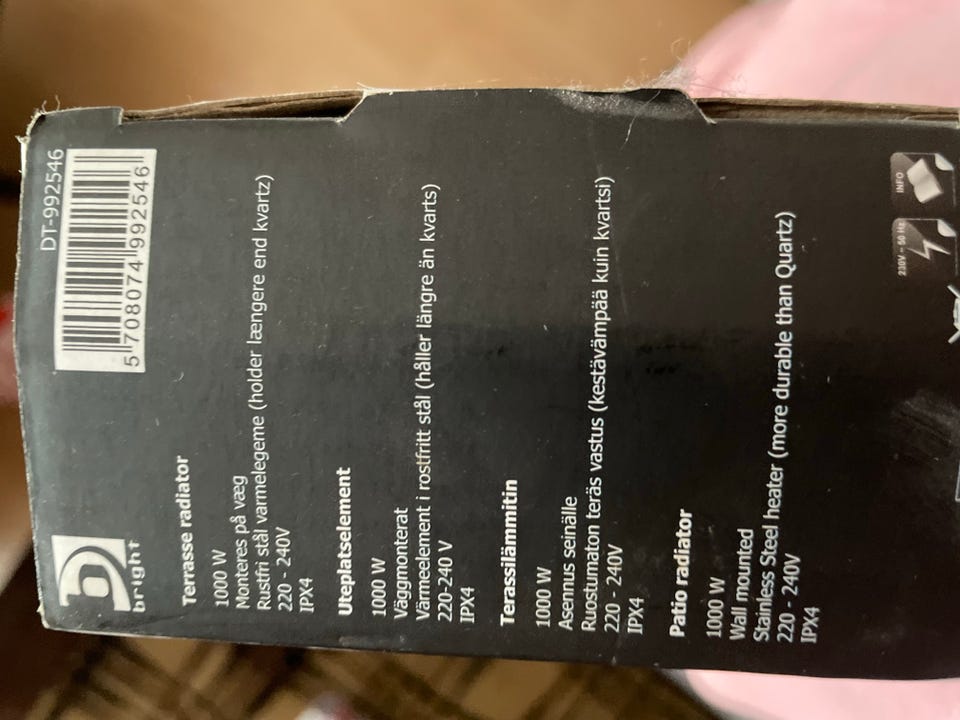 DT-992546
5 708074 992546
bright
Terrasse radiator
1000 W
Monteres på væg
Rustfri stål varmelegeme (holder længere end kvartz)
220 - 240V
IPX4
Uteplatselement
1000 W
Väggmonterat
Värmeelement i rostfritt stål (håller längre än kvarts)
220-240 V
IPX4
Terassilämmitin
1000 W
Asennus seinälle
Ruostumaton teräs vastus (kestävämpää kuin kvartsi)
220 - 240V
IPX4
Patio radiator
1000 W
Wall mounted
Stainless Steel heater (more durable than Quartz)
220 - 240V
IPX4
230V ~ 50 Hz
INFO